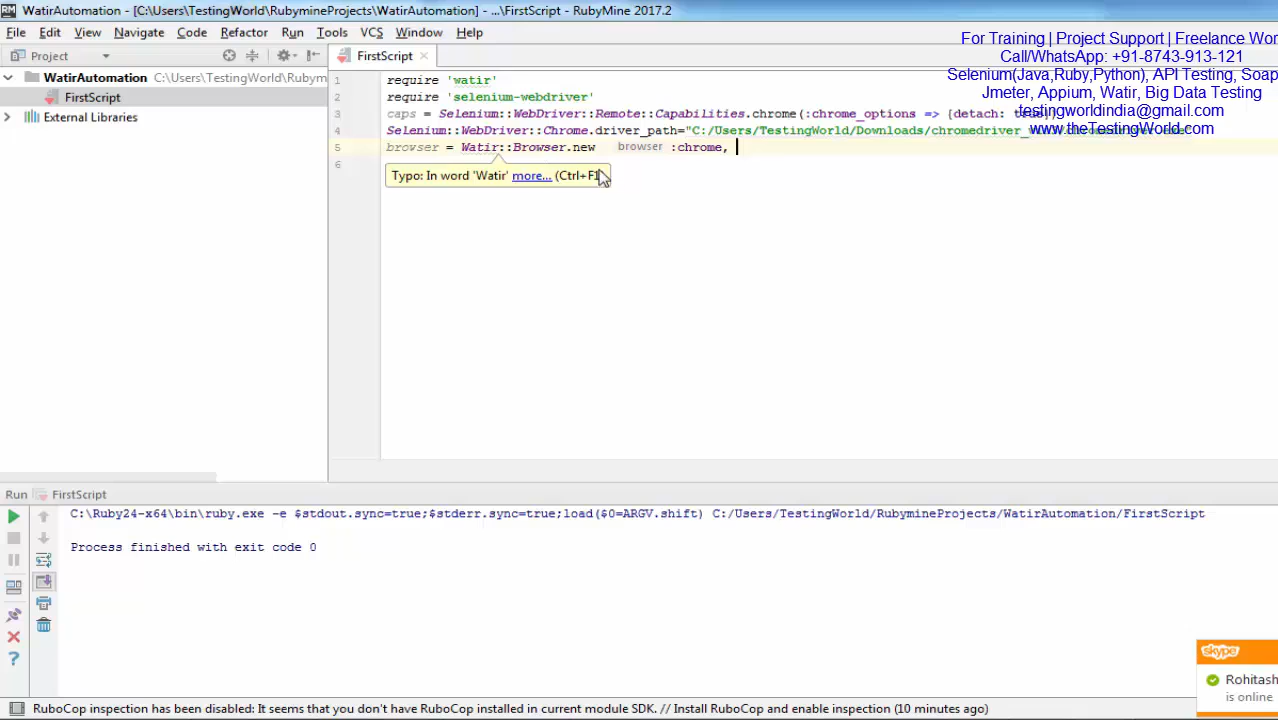 WatirAutomation - [C:\Users\TestingWorld\RubymineProjects\WatirAutomation] - ...\FirstScript - RubyMine 2017.2
File Edit View Navigate Code Refactor Run Tools VCS Window Help
Project
FirstScript
For Training | Project Support | Freelance Wor
Call/WhatsApp: +91-8743-913-121
Selenium(Java,Ruby,Python), API Testing, Soap
Jmeter, Appium, Watir, Big Data Testing
testingworldindia@gmail.com
www.theTestingWorld.com
WatirAutomation C:\Users\TestingWorld\Rubym
FirstScript
External Libraries
1 require 'watir'
2 require 'selenium-webdriver'
3 caps = Selenium::WebDriver::Remote::Capabilities.chrome(:chrome_options => {detach: true})
4 Selenium::WebDriver::Chrome.driver_path="C:/Users/TestingWorld/Downloads/chromedriver_
5 browser = Watir::Browser.new browser :chrome,
6
Typo: In word 'Watir' more... (Ctrl+F1)
Run FirstScript
C:\Ruby24-x64\bin\ruby.exe -e $stdout.sync=true;$stderr.sync=true;load($0=ARGV.shift) C:/Users/TestingWorld/RubymineProjects/WatirAutomation/FirstScript
Process finished with exit code 0
skype
Rohitash
is online
RuboCop inspection has been disabled: It seems that you don't have RuboCop installed in current module SDK. // Install RuboCop and enable inspection (10 minutes ago)